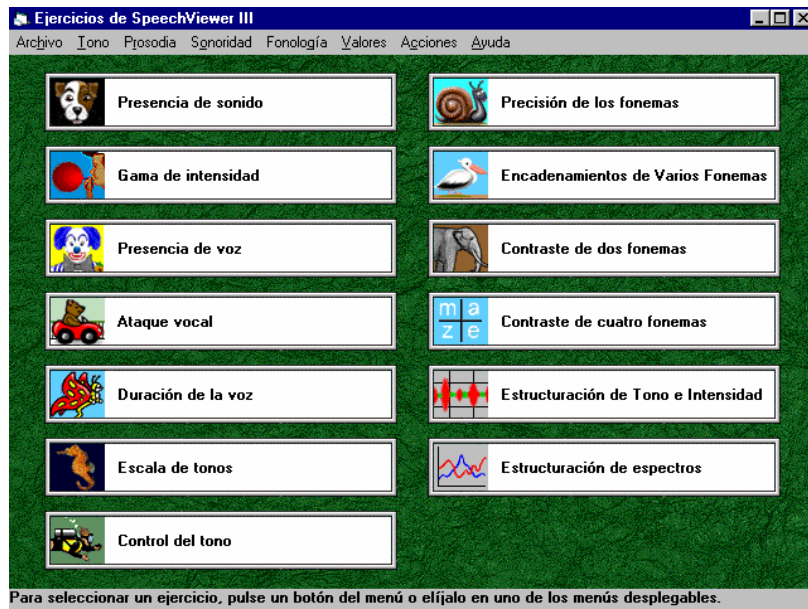 Ejercicios de SpeechViewer III
Archivo Tono Prosodia Sonoridad Fonología Valores Acciones Ayuda
Presencia de sonido
Gama de intensidad
Presencia de voz
Ataque vocal
Duración de la voz
Escala de tonos
Control del tono
Precisión de los fonemas
Encadenamientos de Varios Fonemas
Contraste de dos fonemas
m a
z e
Contraste de cuatro fonemas
Estructuración de Tono e Intensidad
Estructuración de espectros
Para seleccionar un ejercicio, pulse un botón del menú o elíjalo en uno de los menús desplegables.